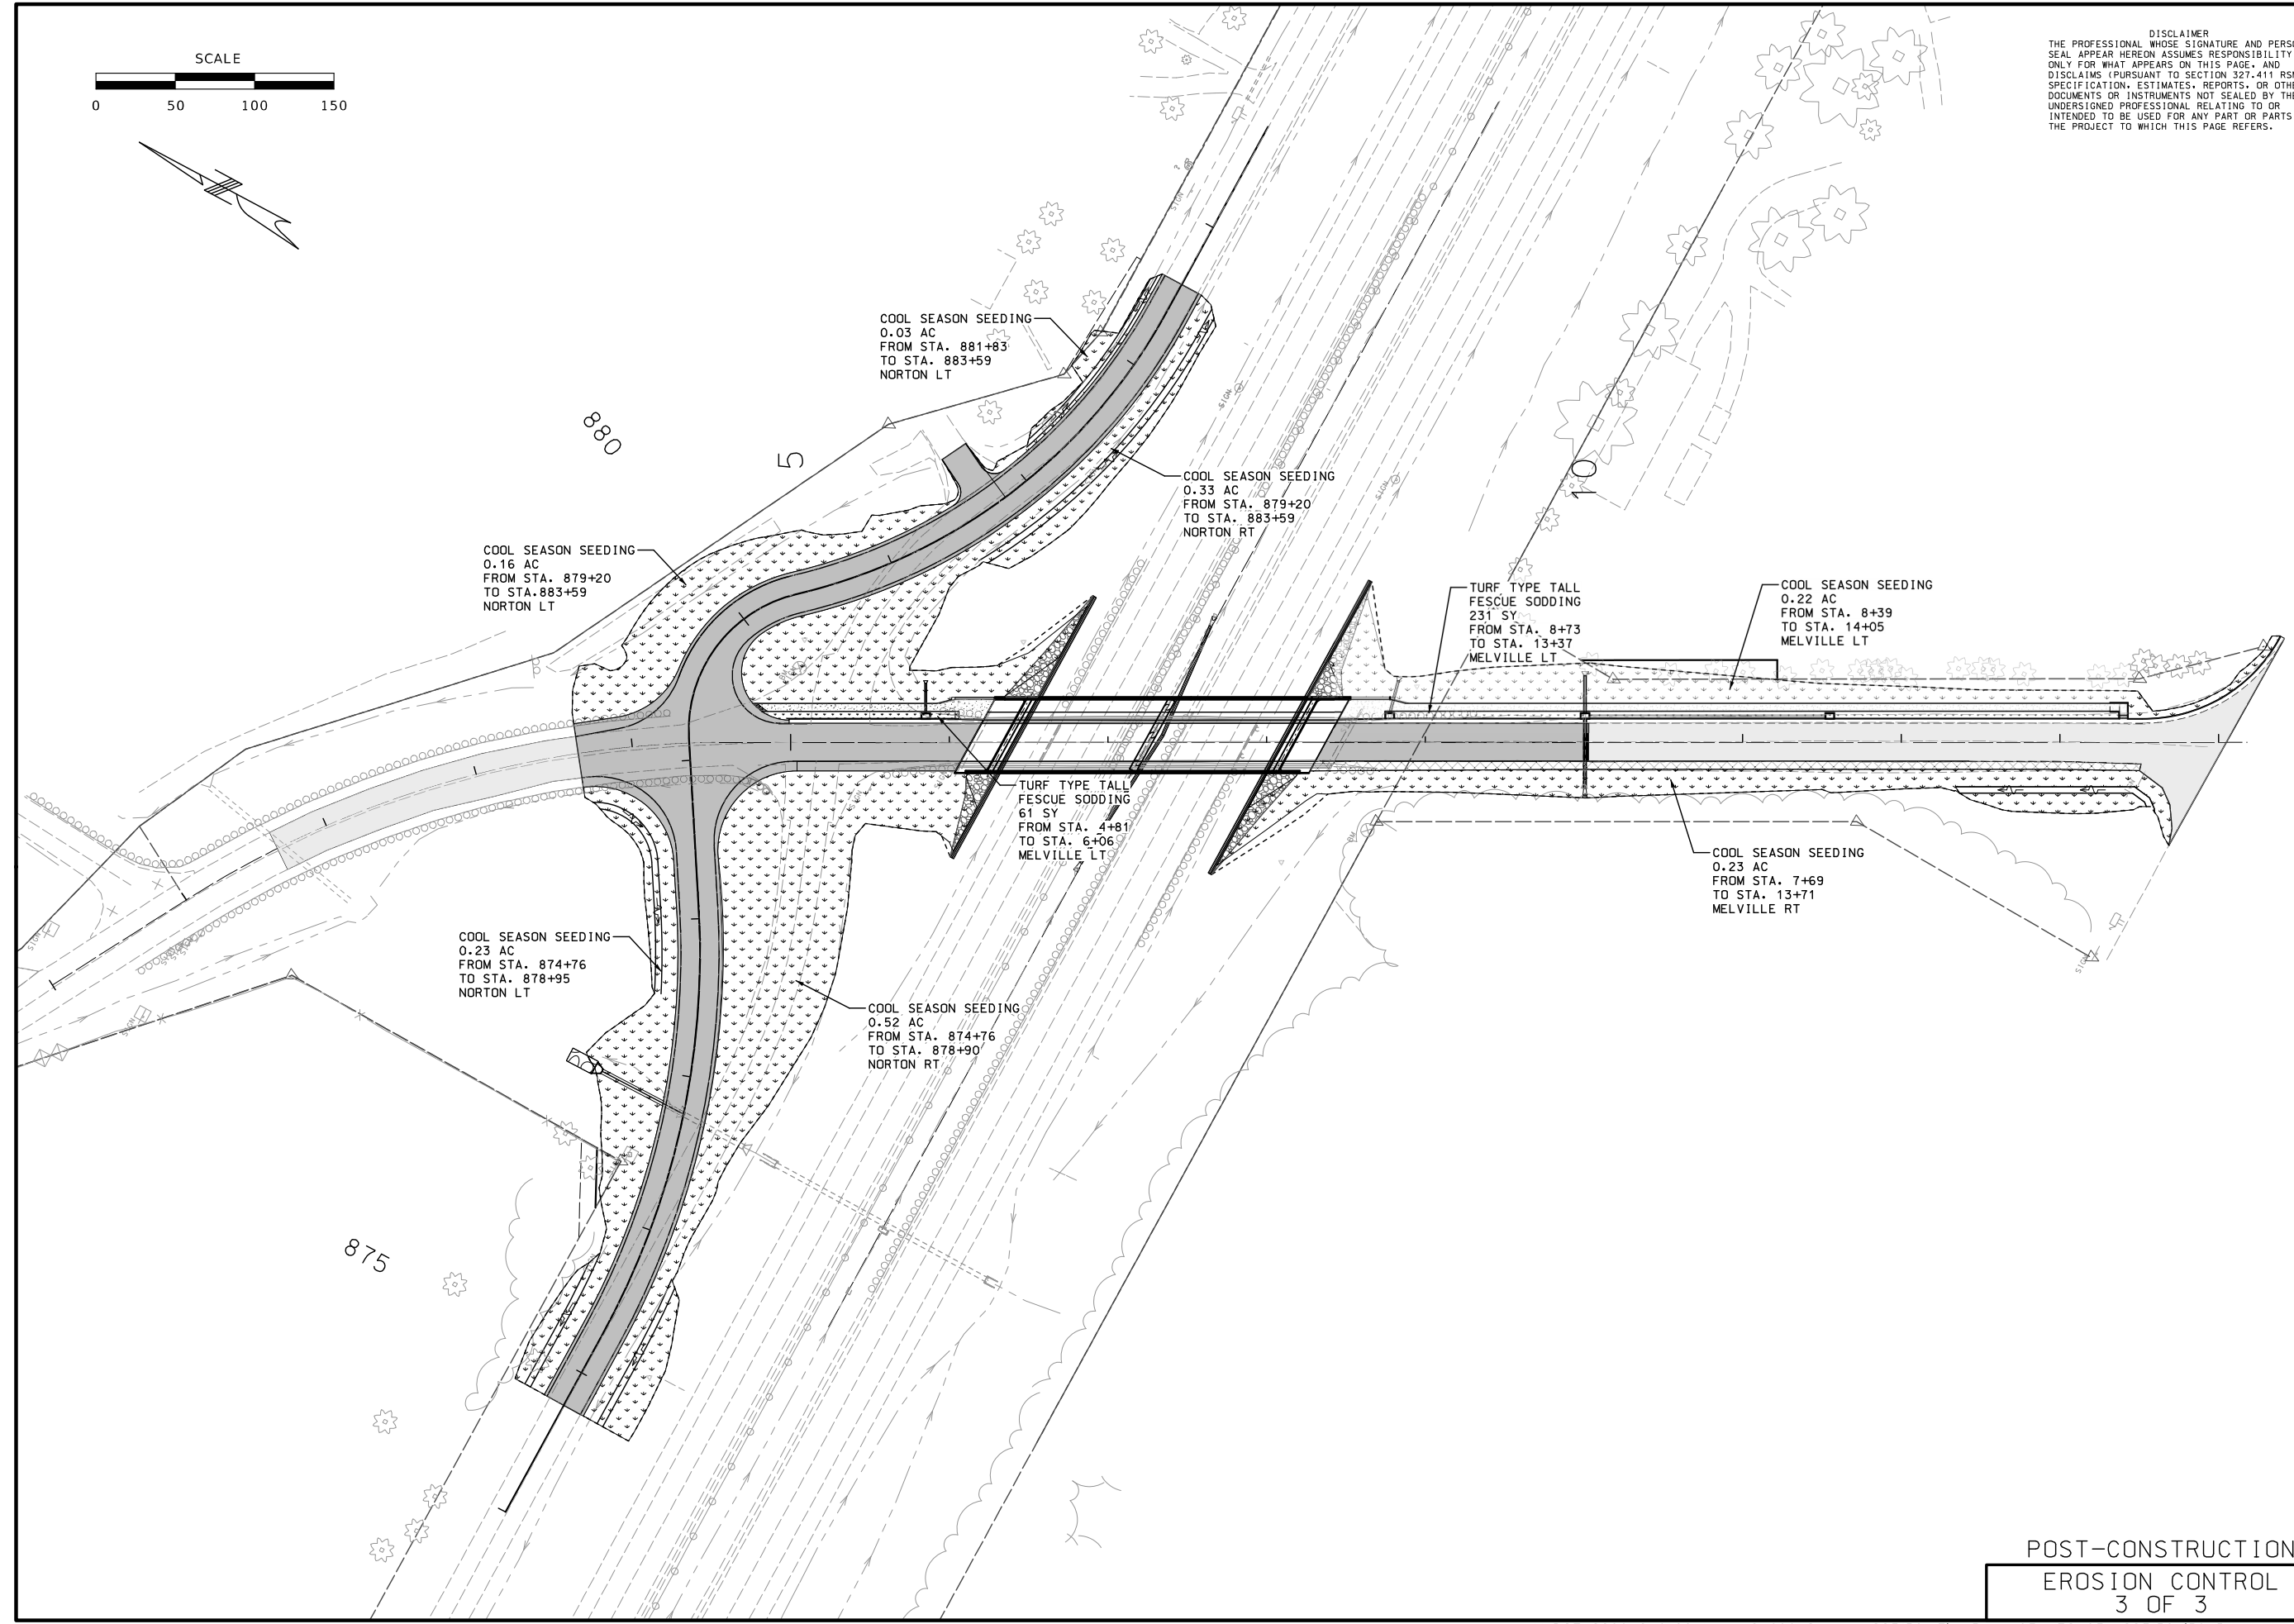 SCALE
0 50 100 150
DISCLAIMER
THE PROFESSIONAL WHOSE SIGNATURE AND
SEAL APPEAR HEREON ASSUMES RESPONSIBILITY
ONLY FOR WHAT APPEARS ON THIS PAGE, AND
DISCLAIMS (PURSUANT TO SECTION 327.411
SPECIFICATION, ESTIMATES, REPORTS, OR
DOCUMENTS OR INSTRUMENTS NOT SEALED BY
UNDERSIGNED PROFESSIONAL RELATING TO OR
INTENDED TO BE USED FOR ANY PART OR PARTS
THE PROJECT TO WHICH THIS PAGE REFERS.
COOL SEASON SEEDING
0.03 AC
FROM STA. 881+83
TO STA. 883+59
NORTON LT
880
5
10
COOL SEASON SEEDING
0.33 AC
FROM STA. 879+20
TO STA. 883+59
NORTON RT
COOL SEASON SEEDING
0.16 AC
FROM STA. 879+20
TO STA.883+59
NORTON LT
TURF TYPE TALL
FESCUE SODDING
231 SY
FROM STA. 8+73
TO STA. 13+37
MELVILLE LT
COOL SEASON SEEDING
0.22 AC
FROM STA. 8+39
TO STA. 14+05
MELVILLE LT
TURF TYPE TALL
FESCUE SODDING
61 SY
FROM STA. 4+81
TO STA. 6+06
MELVILLE LT
COOL SEASON SEEDING
0.23 AC
FROM STA. 7+69
TO STA. 13+71
MELVILLE RT
COOL SEASON SEEDING
0.23 AC
FROM STA. 874+76
TO STA. 878+95
NORTON LT
COOL SEASON SEEDING
0.52 AC
FROM STA. 874+76
TO STA. 878+90
NORTON RT
875
SIGN
SIGN
SIGN
SIGN
SIGN
SIGN
POST-CONSTRUCTION
EROSION CONTROL
3 OF 3